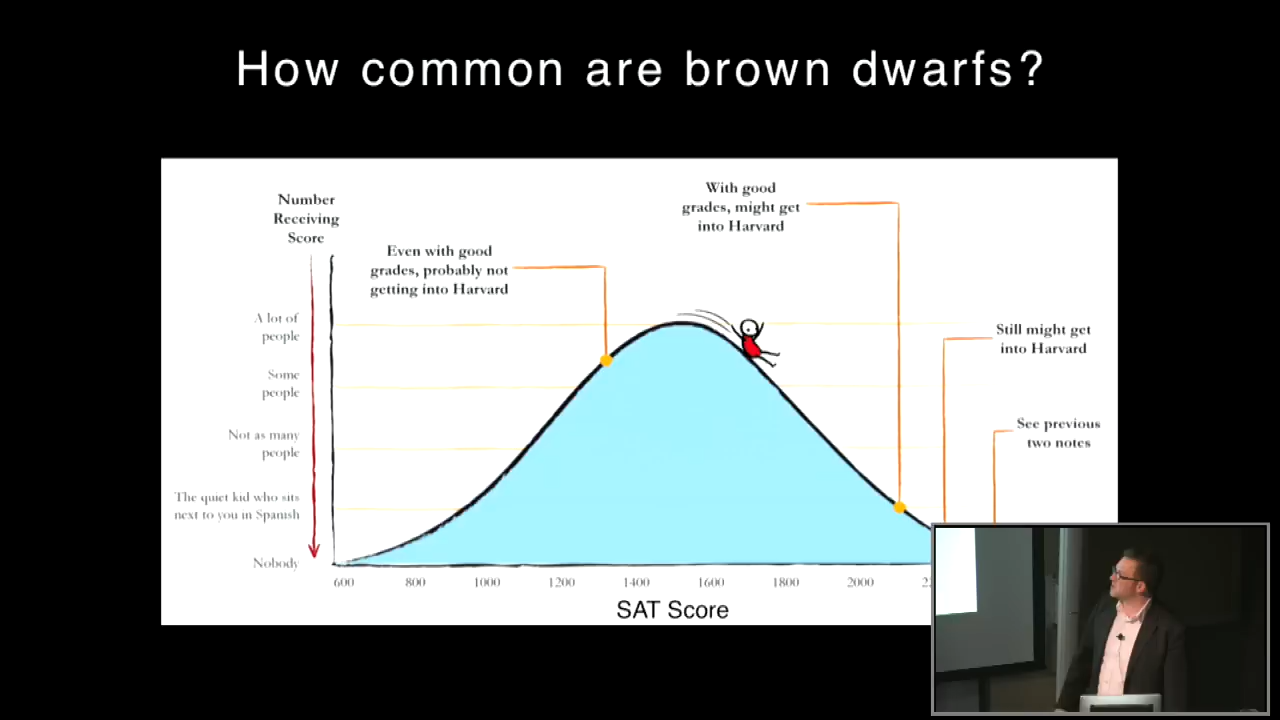 How common are brown dwarfs?
Number
Receiving
Score
With good
grades, might get
into Harvard
Even with good
grades, probably not
getting into Harvard
A lot of
people
Still might get
into Harvard
Some
people
See previous
two notes
Not as many
people
The quiet kid who sits
next to you in Spanish
Nobody
600 800 1000 1200 1400 1600 1800 2000
SAT Score